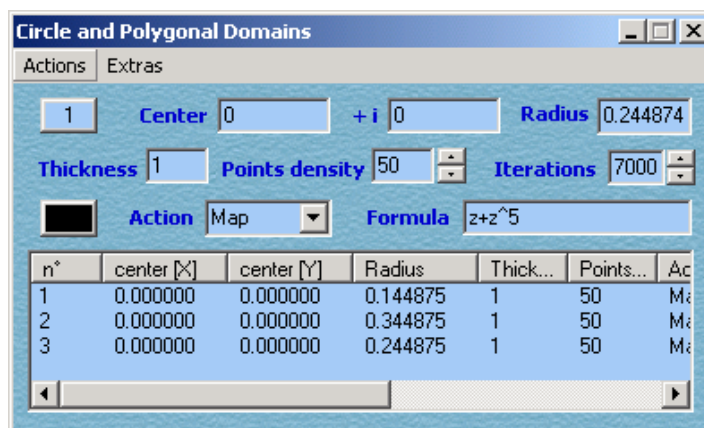 Circle and Polygonal Domains
Actions Extras
1 Center 0 + i 0 Radius 0.244874
Thickness 1 Points density 50 Iterations 7000
Action Map Formula z+z^5
n° center [X] center [Y] Radius Thick... Points... Ac
1 0.000000 0.000000 0.144875 1 50 Ma
2 0.000000 0.000000 0.344875 1 50 Ma
3 0.000000 0.000000 0.244875 1 50 Ma